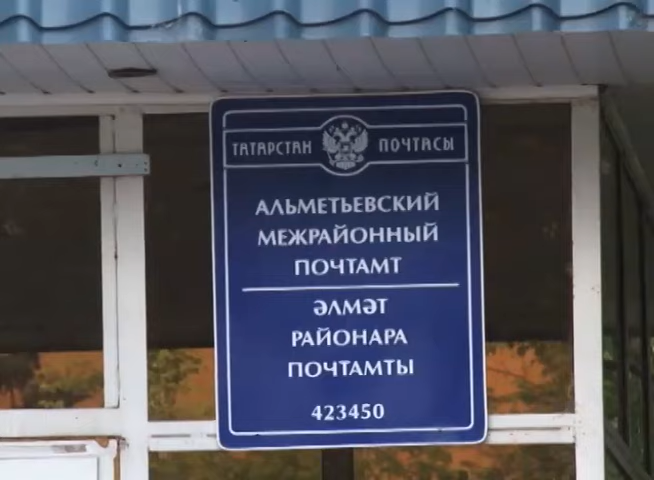 ТАТАРСТАН ПОЧТАСЫ
АЛЬМЕТЬЕВСКИЙ
МЕЖРАЙОННЫЙ
ПОЧТАМТ
ӘЛМӘТ
РАЙОНАРА
ПОЧТАМТЫ
423450